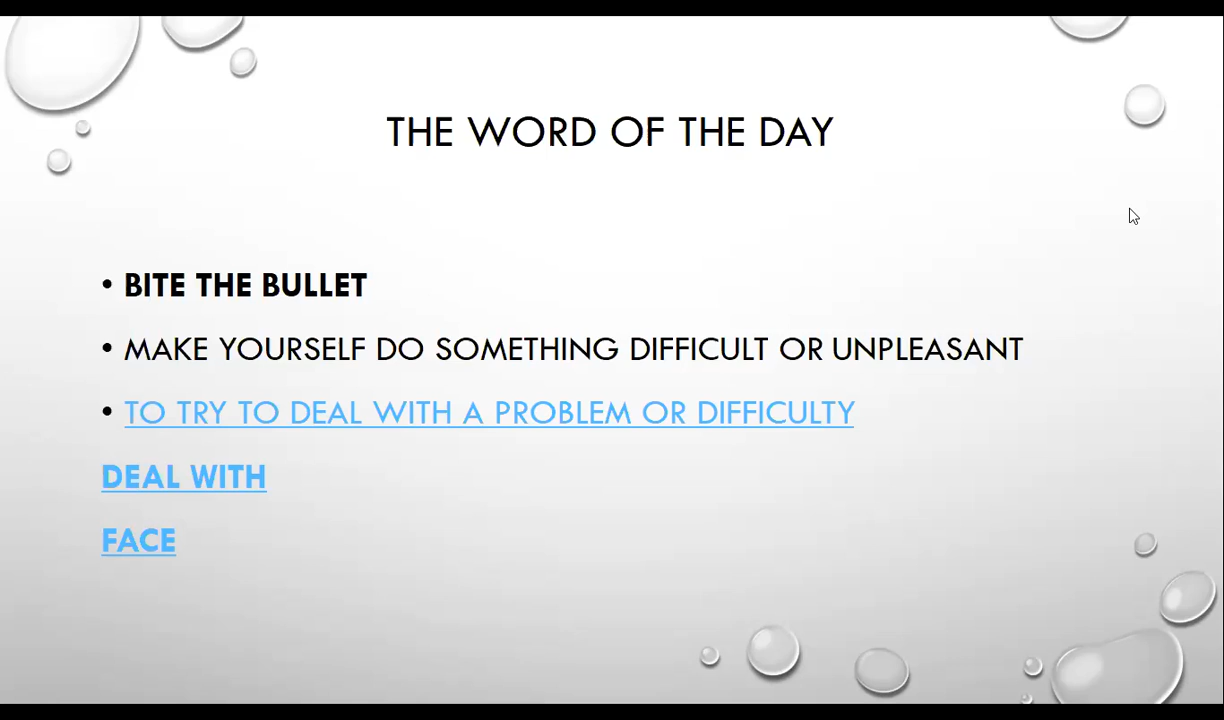 THE WORD OF THE DAY
• BITE THE BULLET
• MAKE YOURSELF DO SOMETHING DIFFICULT OR UNPLEASANT
• TO TRY TO DEAL WITH A PROBLEM OR DIFFICULTY
DEAL WITH
FACE